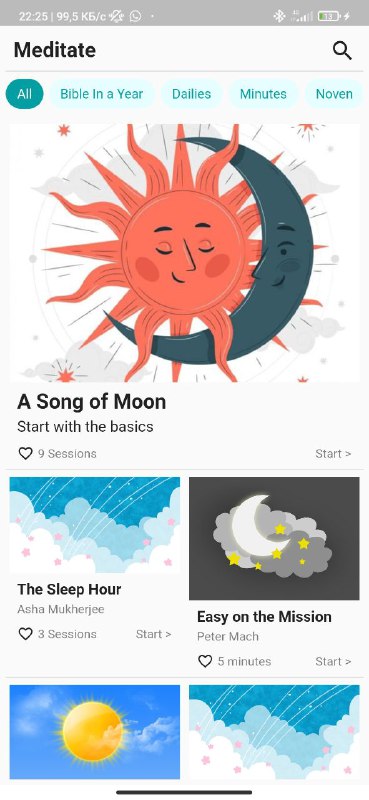 22:25 | 99,5 КБ/с
13
Meditate
All
Bible In a Year
Dailies
Minutes
Noven
A Song of Moon
Start with the basics
9 Sessions
Start >
The Sleep Hour
Asha Mukherjee
3 Sessions
Start >
Easy on the Mission
Peter Mach
5 minutes
Start >